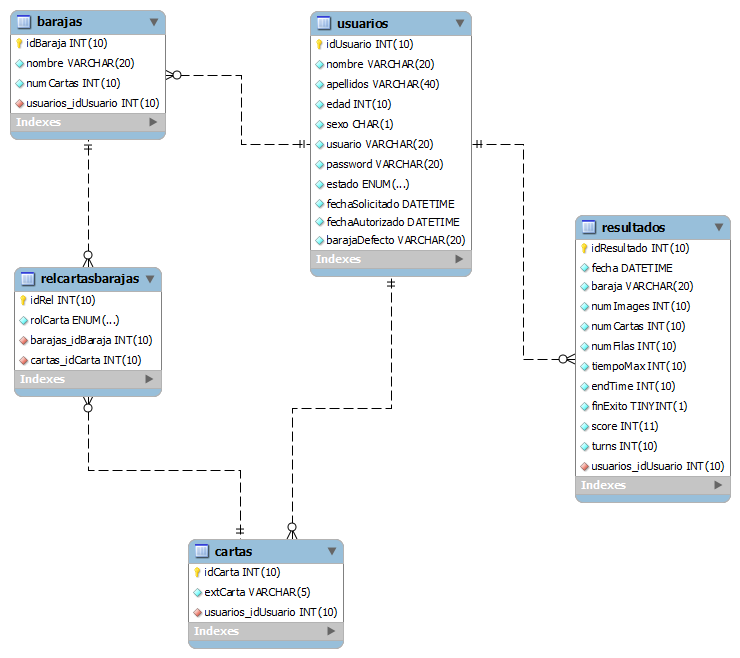 barajas
idBaraja INT(10)
nombre VARCHAR(20)
numCartas INT(10)
usuarios_idUsuario INT(10)
Indexes
usuarios
idUsuario INT(10)
nombre VARCHAR(20)
apellidos VARCHAR(40)
edad INT(10)
sexo CHAR(1)
usuario VARCHAR(20)
password VARCHAR(20)
estado ENUM(...)
fechaSolicitado DATETIME
fechaAutorizado DATETIME
barajaDefecto VARCHAR(20)
Indexes
resultados
idResultado INT(10)
fecha DATETIME
baraja VARCHAR(20)
numImages INT(10)
numCartas INT(10)
numFilas INT(10)
tiempoMax INT(10)
endTime INT(10)
finExito TINYINT(1)
score INT(11)
turns INT(10)
usuarios_idUsuario INT(10)
Indexes
relcartasbarajas
idRel INT(10)
rolCarta ENUM(...)
barajas_idBaraja INT(10)
cartas_idCarta INT(10)
Indexes
cartas
idCarta INT(10)
extCarta VARCHAR(5)
usuarios_idUsuario INT(10)
Indexes